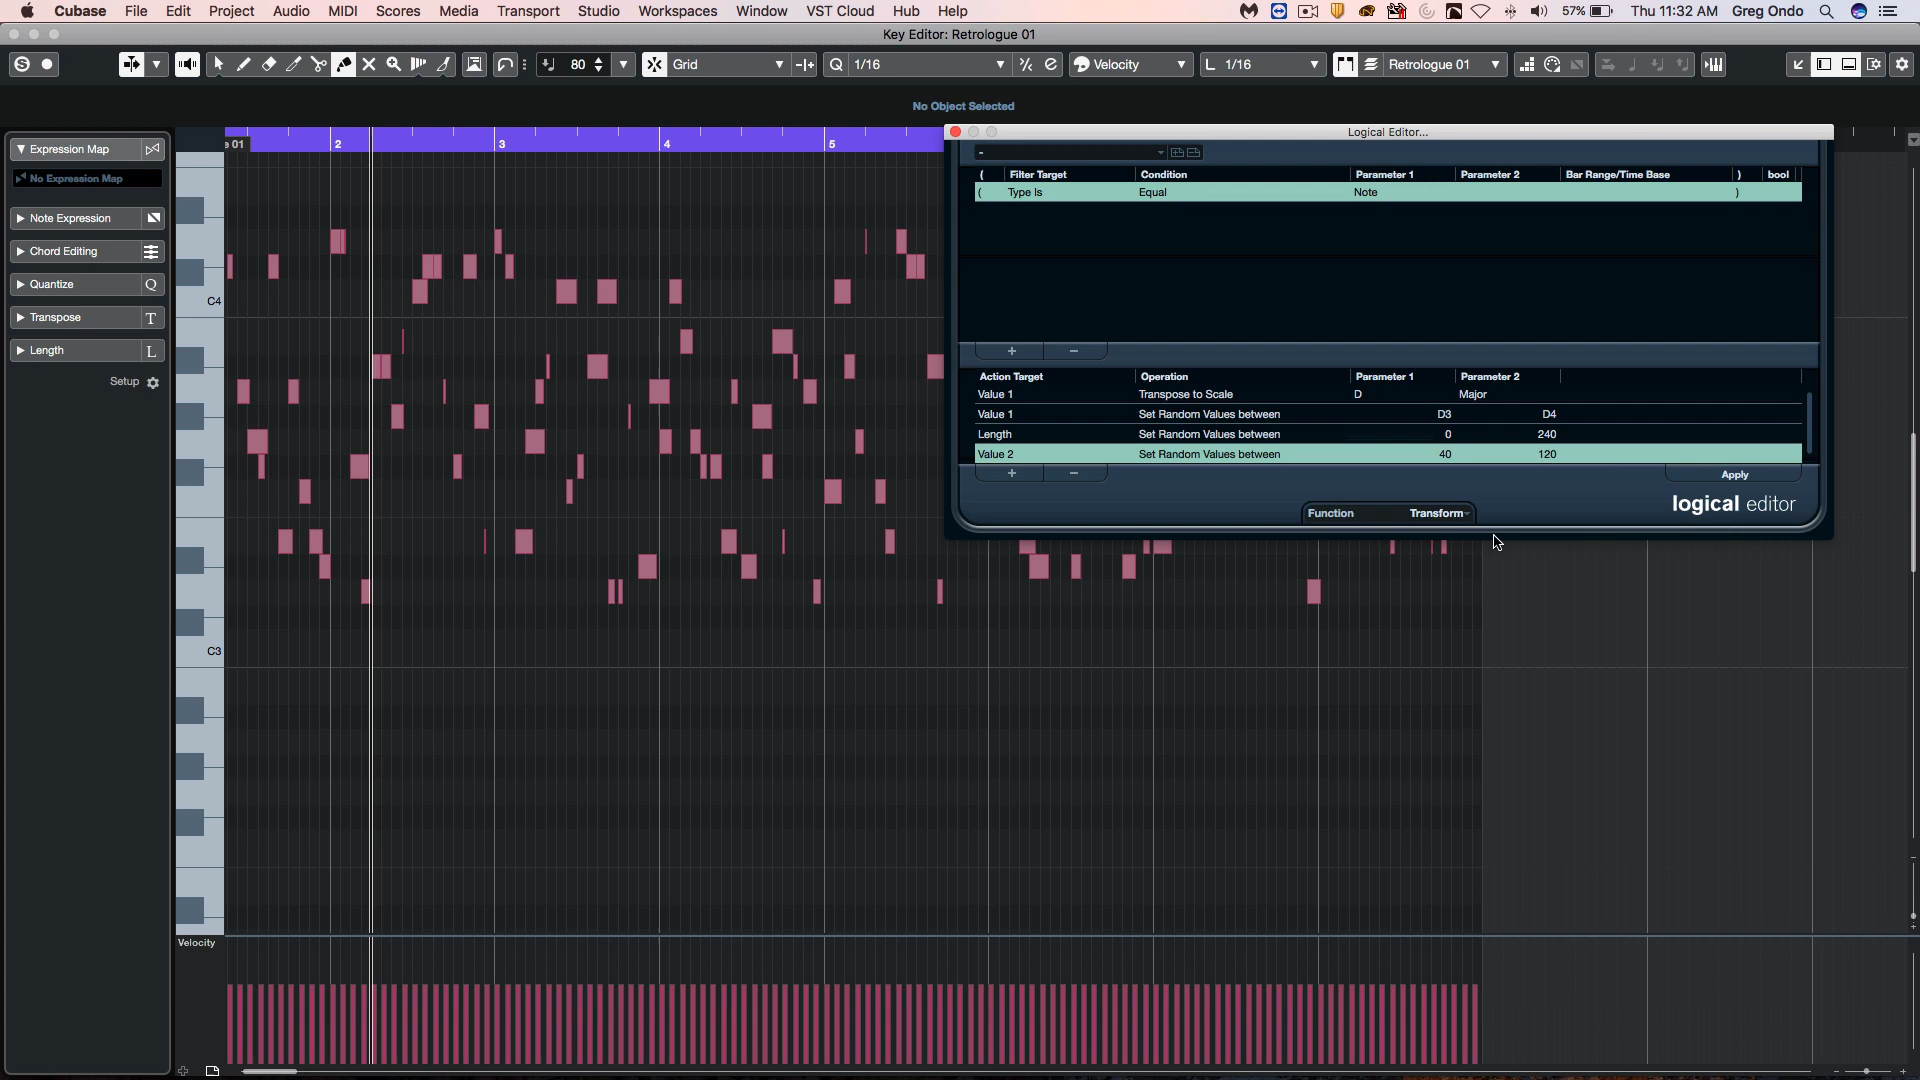 Cubase File Edit Project Audio MIDI Scores Media Transport Studio Workspaces Window VST Cloud Hub Help 57% Thu 11:32 AM Greg Ondo
Key Editor: Retrologue 01
S 80 Grid Q 1/16 Velocity L 1/16 Retrologue 01
No Object Selected
Expression Map
No Expression Map
Note Expression
Chord Editing
Quantize Q
Transpose T
Length L
Setup
01 2 3 4 5
C4
C3
Velocity
Logical Editor...
-
( Filter Target Condition Parameter 1 Parameter 2 Bar Range/Time Base ) bool
( Type Is Equal Note )
+ −
Action Target Operation Parameter 1 Parameter 2
Value 1 Transpose to Scale D Major
Value 1 Set Random Values between D3 D4
Length Set Random Values between 0 240
Value 2 Set Random Values between 40 120
+ − Apply
logical editor
Function Transform